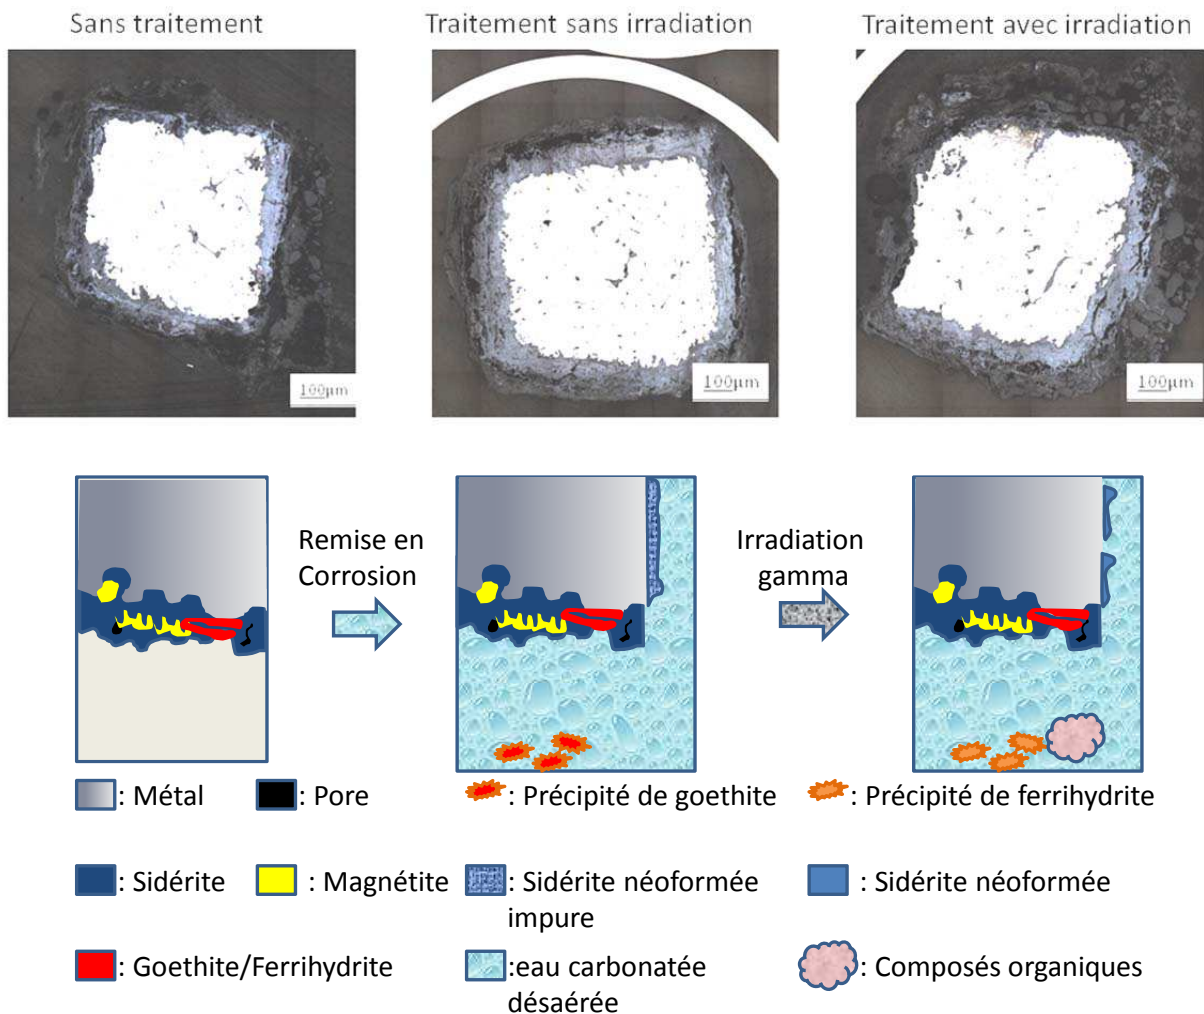 Sans traitement
Traitement sans irradiation
Traitement avec irradiation
100µm
100µm
100µm
Remise en
Corrosion
Irradiation
gamma
: Métal
: Pore
: Précipité de goethite
: Précipité de ferrihydrite
: Sidérite
: Magnétite
: Sidérite néoformée
impure
: Sidérite néoformée
: Goethite/Ferrihydrite
:eau carbonatée
désaérée
: Composés organiques